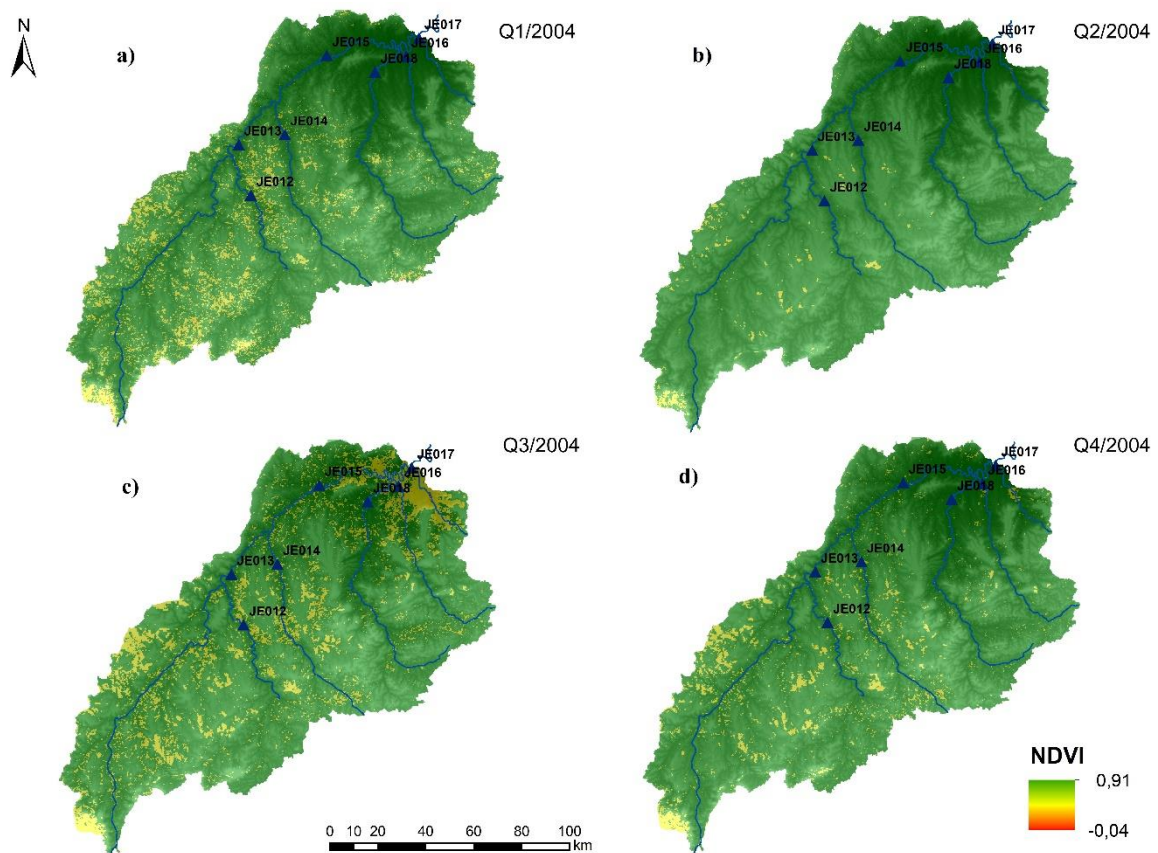 N
a)
Q1/2004
JE017
JE016
JE015
JE018
JE014
JE013
JE012
b)
Q2/2004
JE017
JE016
JE015
JE018
JE014
JE013
JE012
c)
Q3/2004
JE017
JE016
JE015
JE018
JE014
JE013
JE012
d)
Q4/2004
JE017
JE016
JE015
JE018
JE014
JE013
JE012
0 10 20 40 60 80 100
km
NDVI
0,91
-0,04